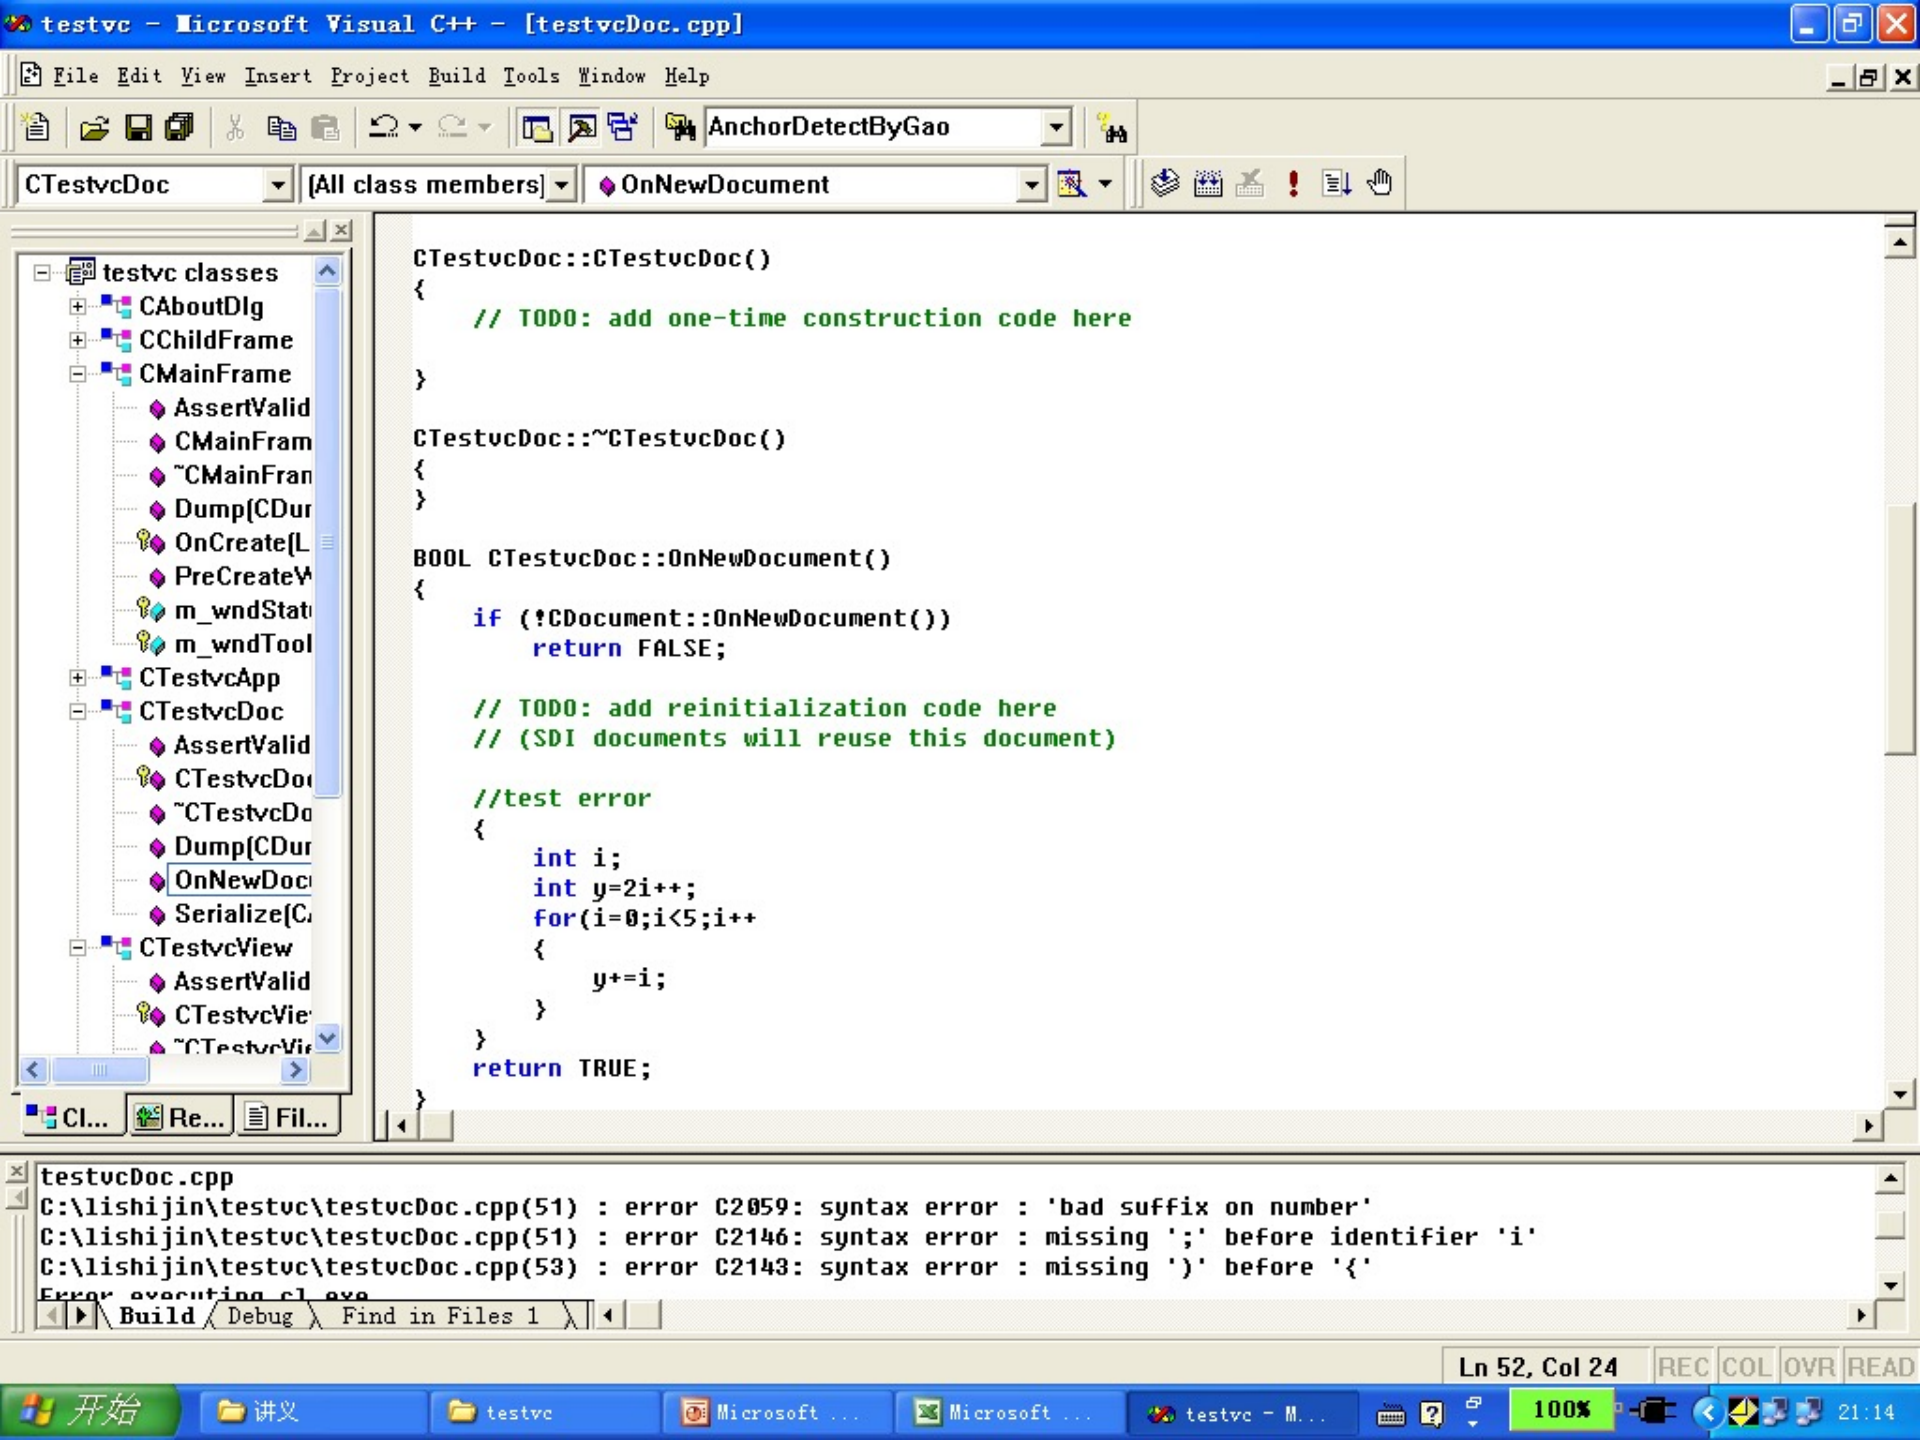 testvc - Microsoft Visual C++ - [testvcDoc.cpp]
File Edit View Insert Project Build Tools Window Help
AnchorDetectByGao
CTestvcDoc [All class members] OnNewDocument
testvc classes
CAboutDlg
CChildFrame
CMainFrame
AssertValid
CMainFram
~CMainFran
Dump(CDur
OnCreate(L
PreCreateW
m_wndStat
m_wndTool
CTestvcApp
CTestvcDoc
AssertValid
CTestvcDo
~CTestvcDo
Dump(CDur
OnNewDoc
Serialize(C
CTestvcView
AssertValid
CTestvcVie
~CTestvcVie
Cl... Re... Fil...
CTestvcDoc::CTestvcDoc()
{
// TODO: add one-time construction code here
}
CTestvcDoc::~CTestvcDoc()
{
}
BOOL CTestvcDoc::OnNewDocument()
{
if (!CDocument::OnNewDocument())
return FALSE;
// TODO: add reinitialization code here
// (SDI documents will reuse this document)
//test error
{
int i;
int y=2i++;
for(i=0;i<5;i++
{
y+=i;
}
}
return TRUE;
}
testvcDoc.cpp
C:\lishijin\testvc\testvcDoc.cpp(51) : error C2059: syntax error : 'bad suffix on number'
C:\lishijin\testvc\testvcDoc.cpp(51) : error C2146: syntax error : missing ';' before identifier 'i'
C:\lishijin\testvc\testvcDoc.cpp(53) : error C2143: syntax error : missing ')' before '{'
Error executing cl.exe
Build Debug Find in Files 1
Ln 52, Col 24 REC COL OVR READ
开始 讲义 testvc Microsoft ... Microsoft ... testvc - M... 100% 21:14